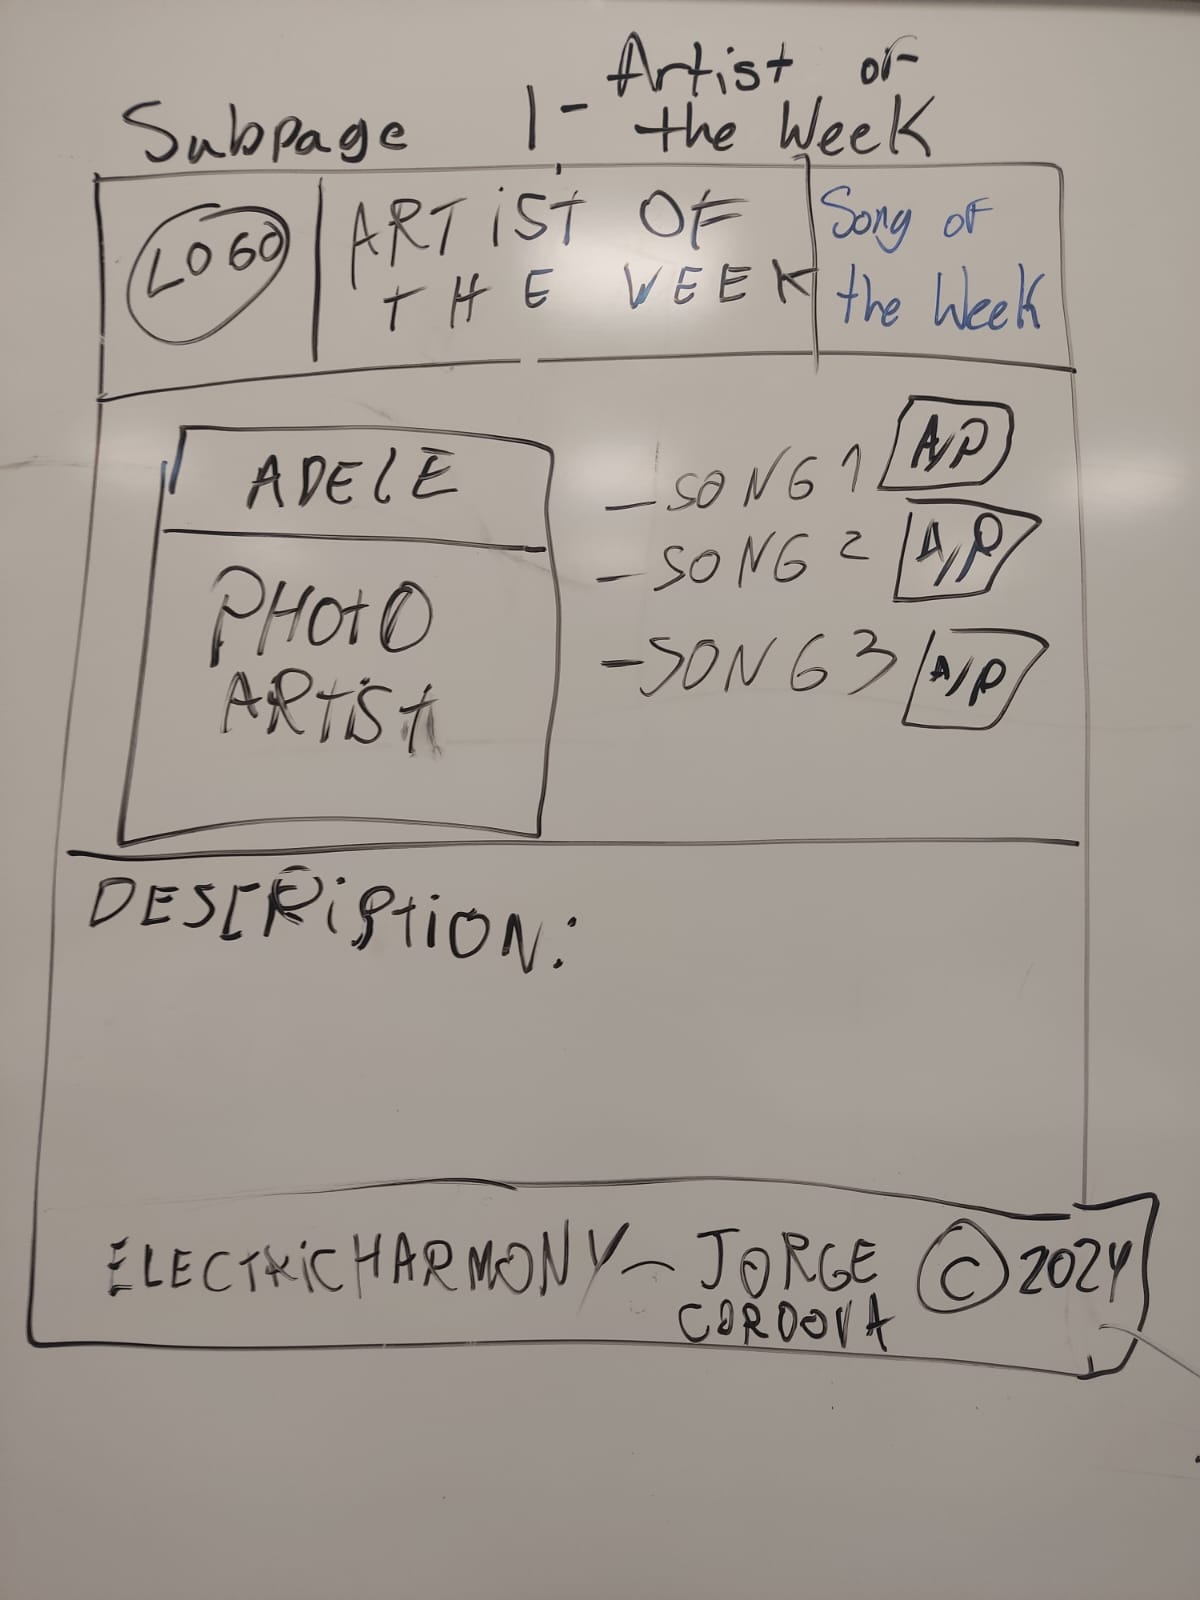 Subpage 1 - Artist of
the Week
LOGO
ARTiST OF
THE WEEK
Song of
the Week
ADELE
PHOTO
ARTIST
- SONG 1 A/P
- SONG 2 A/P
- SONG 3 A/P
DESCRiPTiON:
ELECTRiCHARMONY - JORGE
CORDOVA
© 2024